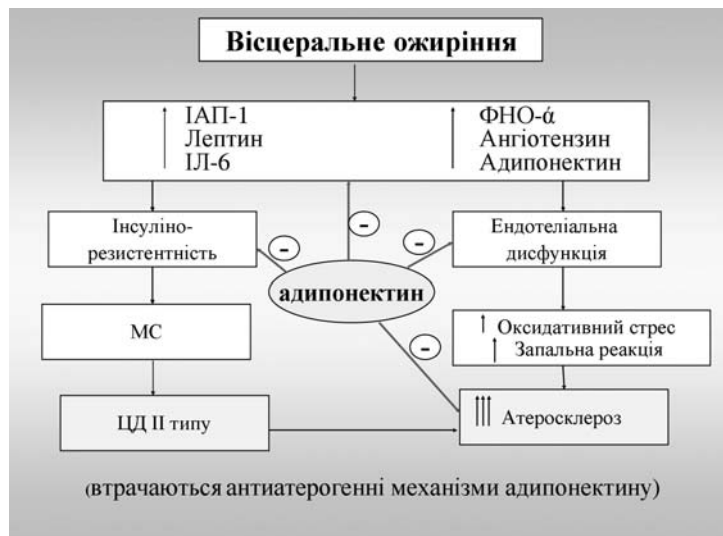 Вісцеральне ожиріння
ІАП-1
Лептин
ІЛ-6
ФНО-ά
Ангіотензин
Адипонектин
Інсуліно-
резистентність
Ендотеліальна
дисфункція
адипонектин
МС
Оксидативний стрес
Запальна реакція
ЦД ІІ типу
Атеросклероз
(втрачаються антиатерогенні механізми адипонектину)